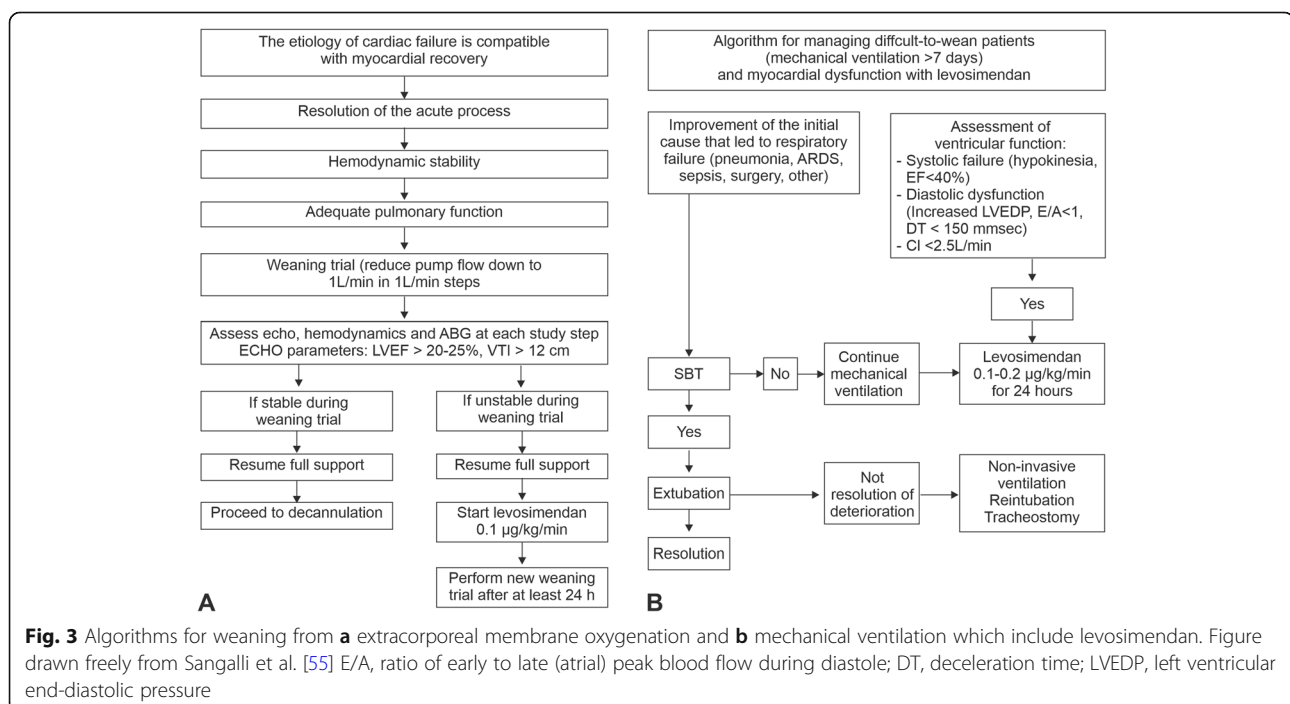 The etiology of cardiac failure is compatible
with myocardial recovery
Resolution of the acute process
Hemodynamic stability
Adequate pulmonary function
Weaning trial (reduce pump flow down to
1L/min in 1L/min steps
Assess echo, hemodynamics and ABG at each study step
ECHO parameters: LVEF > 20-25%, VTI > 12 cm
If stable during
weaning trial
Resume full support
Proceed to decannulation
If unstable during
weaning trial
Resume full support
Start levosimendan
0.1 µg/kg/min
Perform new weaning
trial after at least 24 h
A
Algorithm for managing diffcult-to-wean patients
(mechanical ventilation >7 days)
and myocardial dysfunction with levosimendan
Improvement of the initial
cause that led to respiratory
failure (pneumonia, ARDS,
sepsis, surgery, other)
Assessment of
ventricular function:
- Systolic failure (hypokinesia,
EF<40%)
- Diastolic dysfunction
(Increased LVEDP, E/A<1,
DT < 150 mmsec)
- CI <2.5L/min
Yes
SBT
No
Continue
mechanical
ventilation
Levosimendan
0.1-0.2 µg/kg/min
for 24 hours
Yes
Extubation
Not
resolution of
deterioration
Non-invasive
ventilation
Reintubation
Tracheostomy
Resolution
B
Fig. 3 Algorithms for weaning from a extracorporeal membrane oxygenation and b mechanical ventilation which include levosimendan. Figure
drawn freely from Sangalli et al. [55] E/A, ratio of early to late (atrial) peak blood flow during diastole; DT, deceleration time; LVEDP, left ventricular
end-diastolic pressure